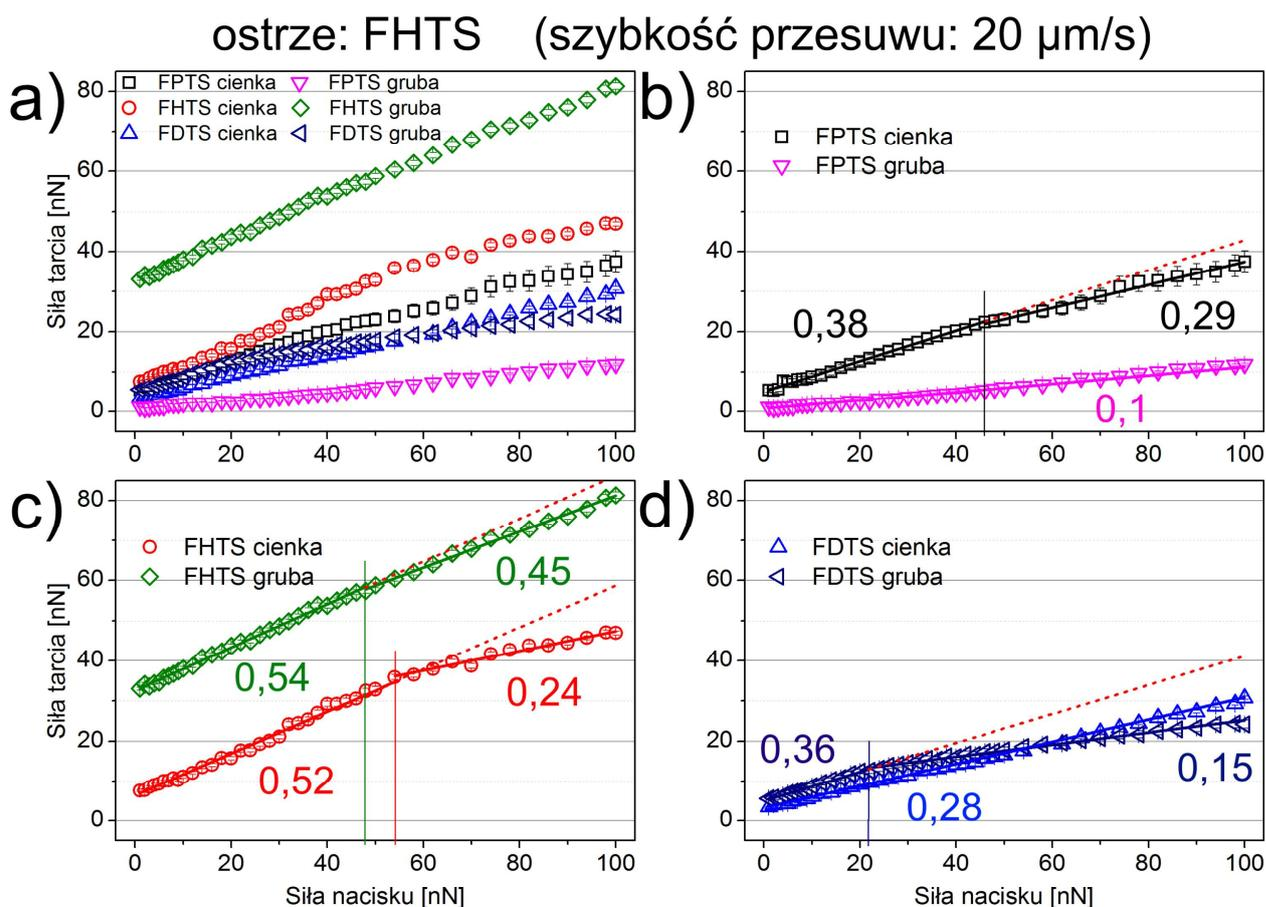 ostrze: FHTS (szybkość przesuwu: 20 µm/s)
a)
FPTS cienka FPTS gruba
FHTS cienka FHTS gruba
FDTS cienka FDTS gruba
Siła tarcia [nN]
80
60
40
20
0
0 20 40 60 80 100
b)
FPTS cienka
FPTS gruba
80
60
40
20
0
0,38
0,29
0,1
0 20 40 60 80 100
c)
FHTS cienka
FHTS gruba
Siła tarcia [nN]
80
60
40
20
0
0,45
0,54
0,24
0,52
0 20 40 60 80 100
Siła nacisku [nN]
d)
FDTS cienka
FDTS gruba
80
60
40
20
0
0,36
0,15
0,28
0 20 40 60 80 100
Siła nacisku [nN]